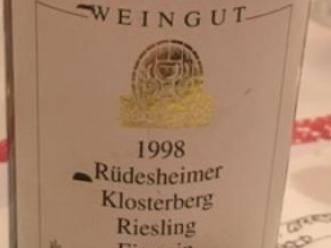 WEINGUT
1998
Rüdesheimer
Klosterberg
Riesling